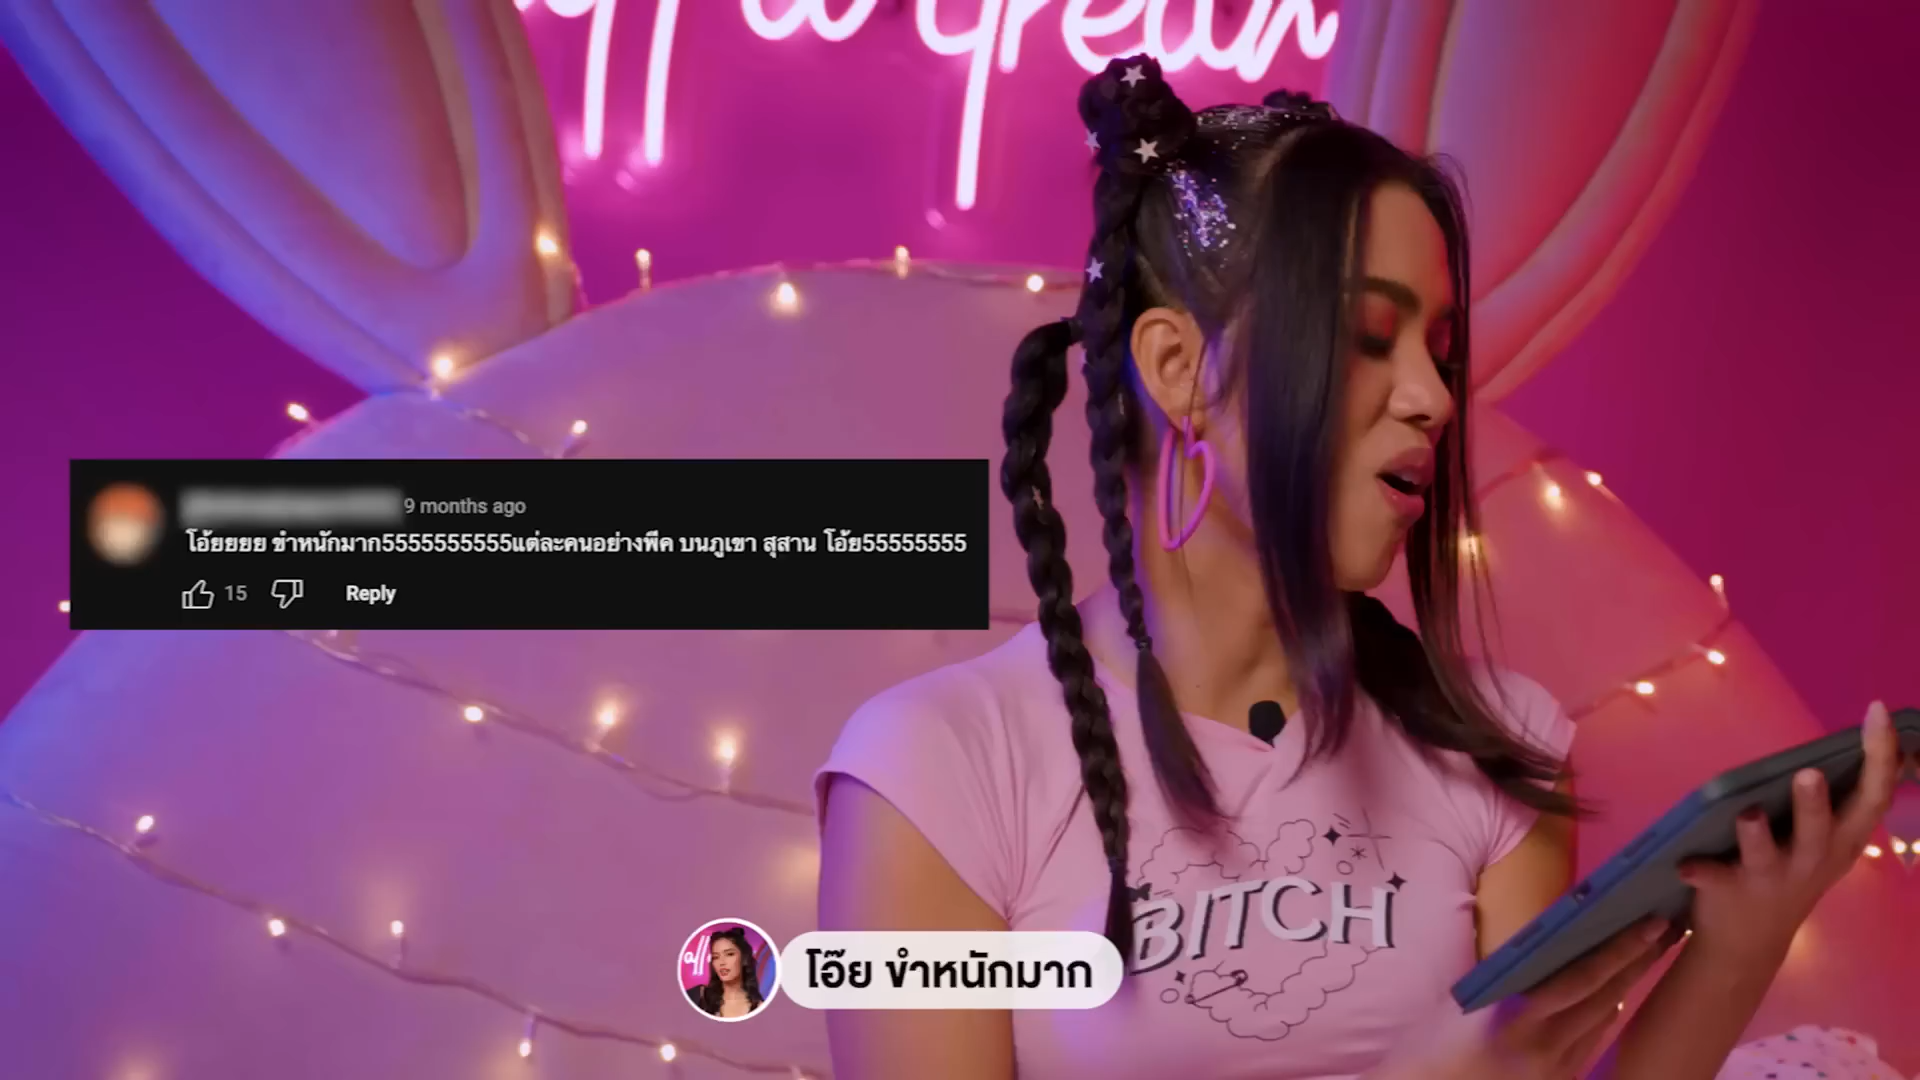 all a dream
9 months ago
โอ้ยยยย ขำหนักมาก5555555555แต่ละคนอย่างพีค บนภูเขา สุสาน โอ้ย55555555
15
Reply
BITCH
โอ๊ย ขำหนักมาก